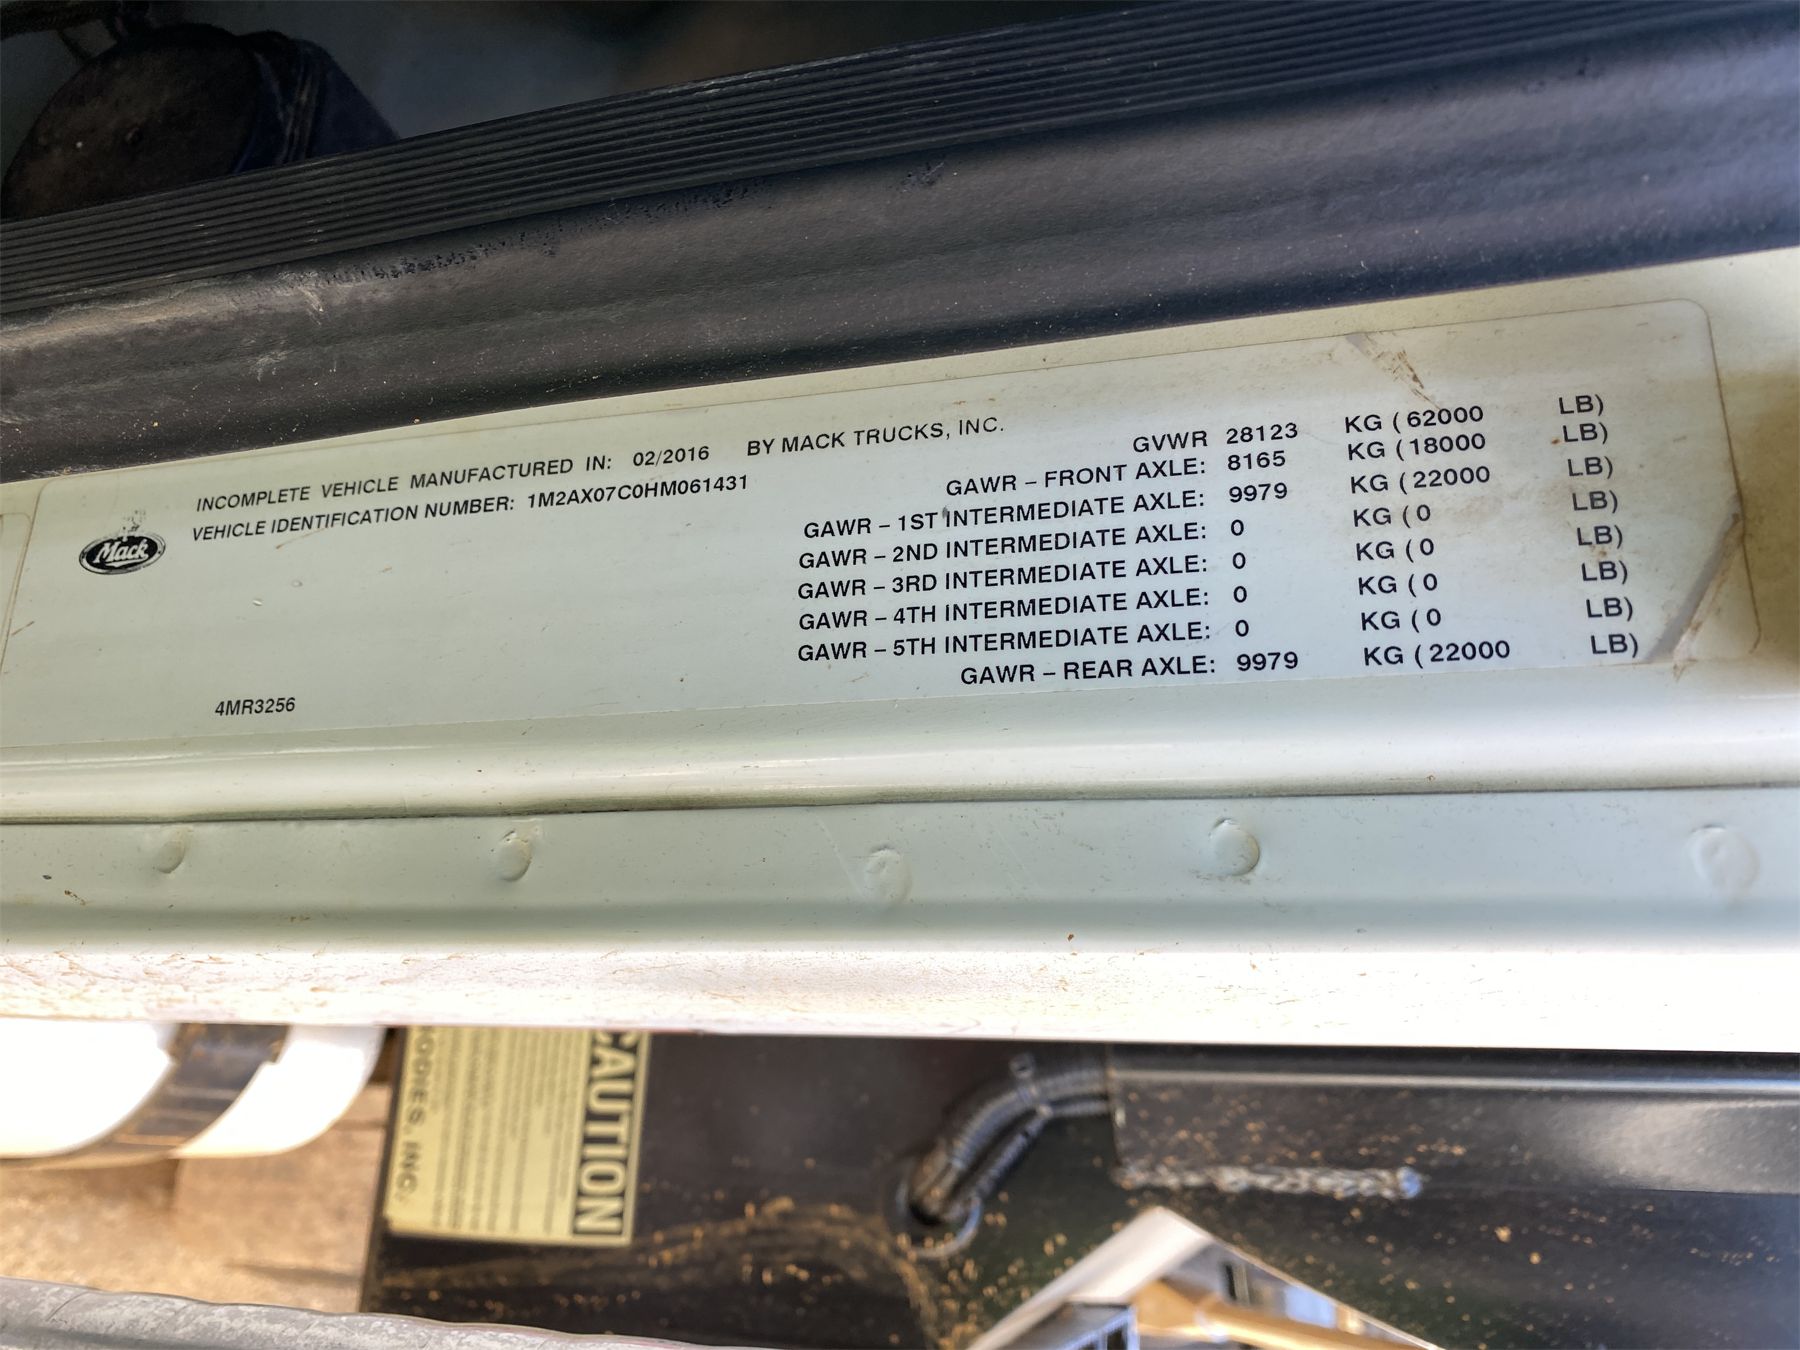 INCOMPLETE VEHICLE MANUFACTURED IN: 02/2016 BY MACK TRUCKS, INC.
VEHICLE IDENTIFICATION NUMBER: 1M2AX07C0HM061431
Mack
GVWR 28123 KG (62000 LB)
GAWR – FRONT AXLE: 8165 KG (18000 LB)
GAWR – 1ST INTERMEDIATE AXLE: 9979 KG (22000 LB)
GAWR – 2ND INTERMEDIATE AXLE: 0 KG (0 LB)
GAWR – 3RD INTERMEDIATE AXLE: 0 KG (0 LB)
GAWR – 4TH INTERMEDIATE AXLE: 0 KG (0 LB)
GAWR – 5TH INTERMEDIATE AXLE: 0 KG (0 LB)
GAWR – REAR AXLE: 9979 KG (22000 LB)
4MR3256
CAUTION
ODIES, INC.